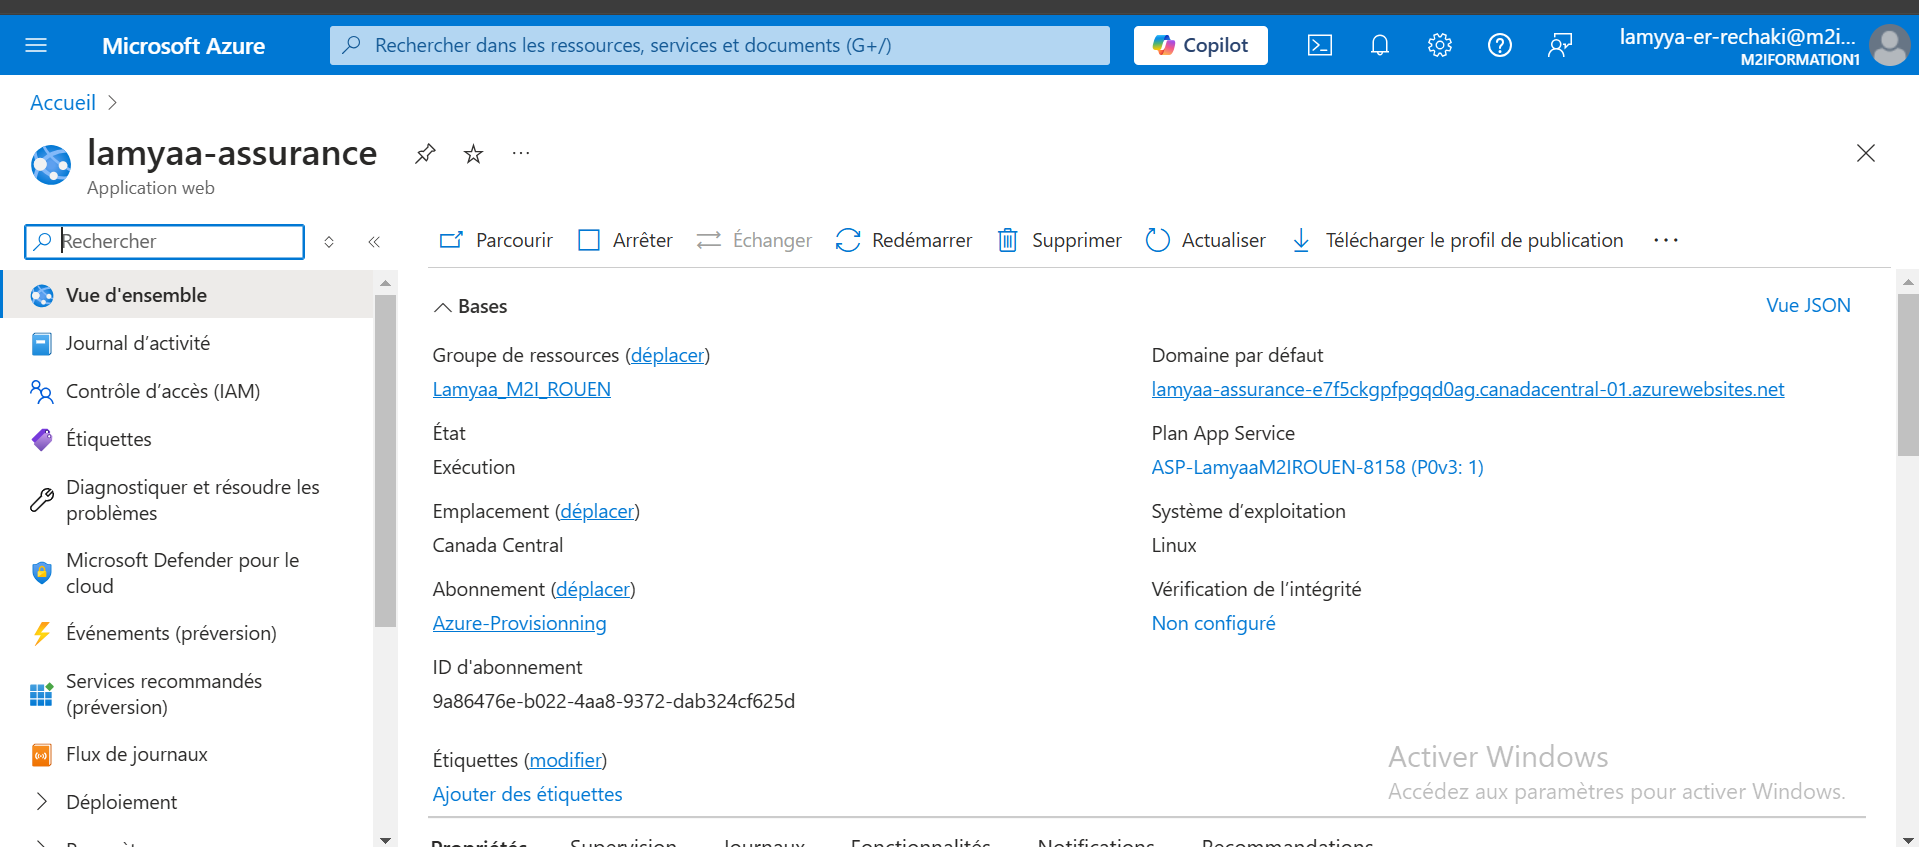 Microsoft Azure
Rechercher dans les ressources, services et documents (G+/)
Copilot
lamyya-er-rechaki@m2i...
M2IFORMATION1
Accueil
lamyaa-assurance
Application web
Rechercher
Parcourir
Arrêter
Échanger
Redémarrer
Supprimer
Actualiser
Télécharger le profil de publication
Vue d'ensemble
Journal d’activité
Contrôle d’accès (IAM)
Étiquettes
Diagnostiquer et résoudre les
problèmes
Microsoft Defender pour le
cloud
Événements (préversion)
Services recommandés
(préversion)
Flux de journaux
Déploiement
Bases
Vue JSON
Groupe de ressources (déplacer)
Lamyaa_M2I_ROUEN
État
Exécution
Emplacement (déplacer)
Canada Central
Abonnement (déplacer)
Azure-Provisionning
ID d'abonnement
9a86476e-b022-4aa8-9372-dab324cf625d
Étiquettes (modifier)
Ajouter des étiquettes
Domaine par défaut
lamyaa-assurance-e7f5ckgpfpgqd0ag.canadacentral-01.azurewebsites.net
Plan App Service
ASP-LamyaaM2IROUEN-8158 (P0v3: 1)
Système d’exploitation
Linux
Vérification de l’intégrité
Non configuré
Activer Windows
Accédez aux paramètres pour activer Windows.
Propriétés
Supervision
Journaux
Fonctionnalités
Notifications
Recommandations